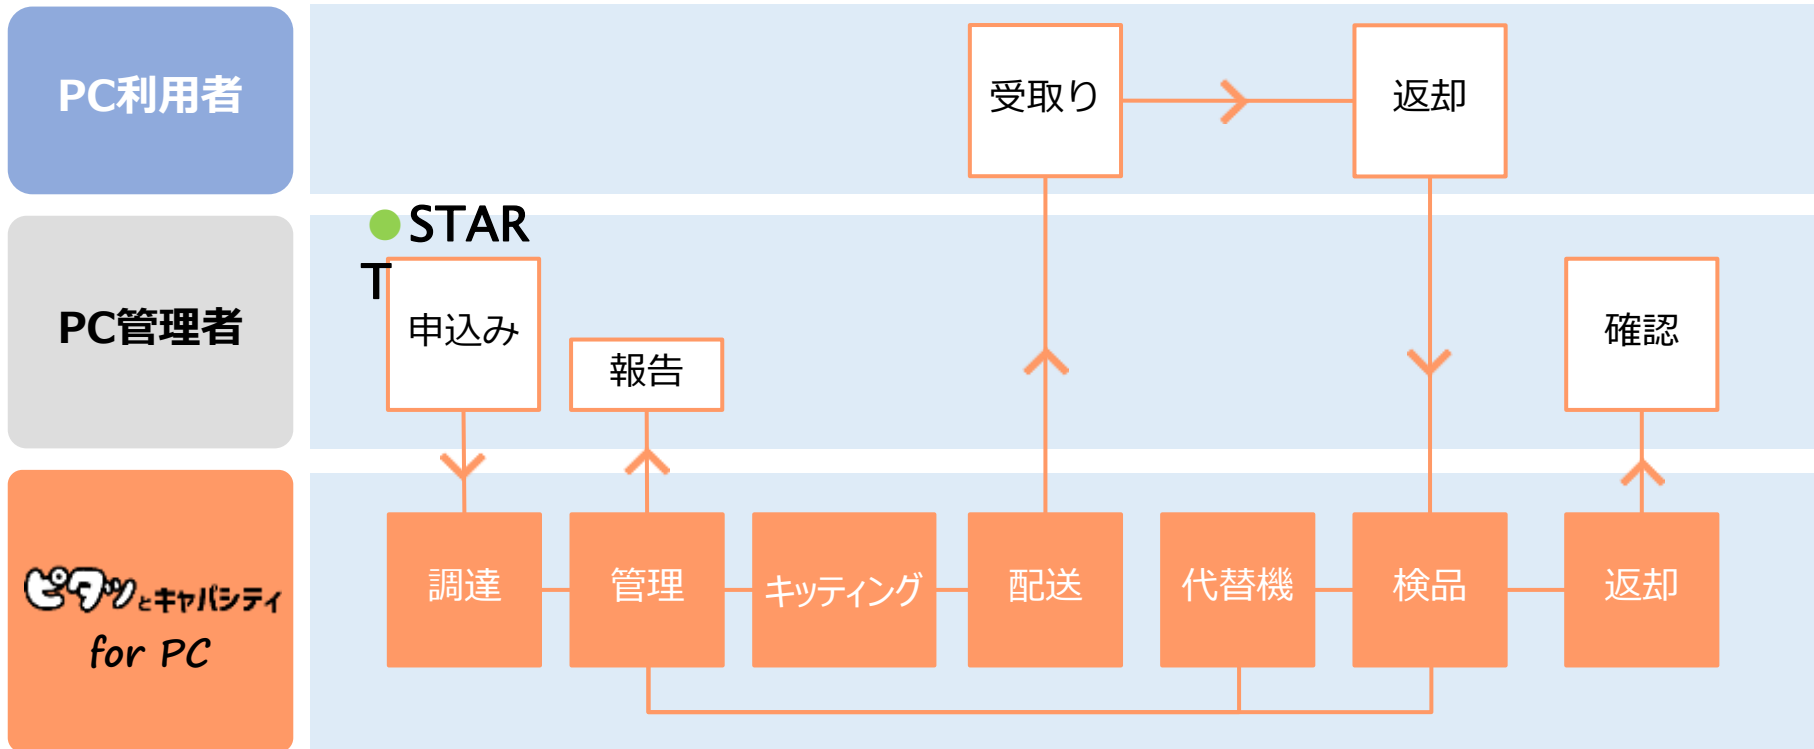 PC利用者
受取り
返却
●STAR
T
PC管理者
申込み
報告
確認
ピタッとキャパシティ
for PC
調達
管理
キッティング
配送
代替機
検品
返却